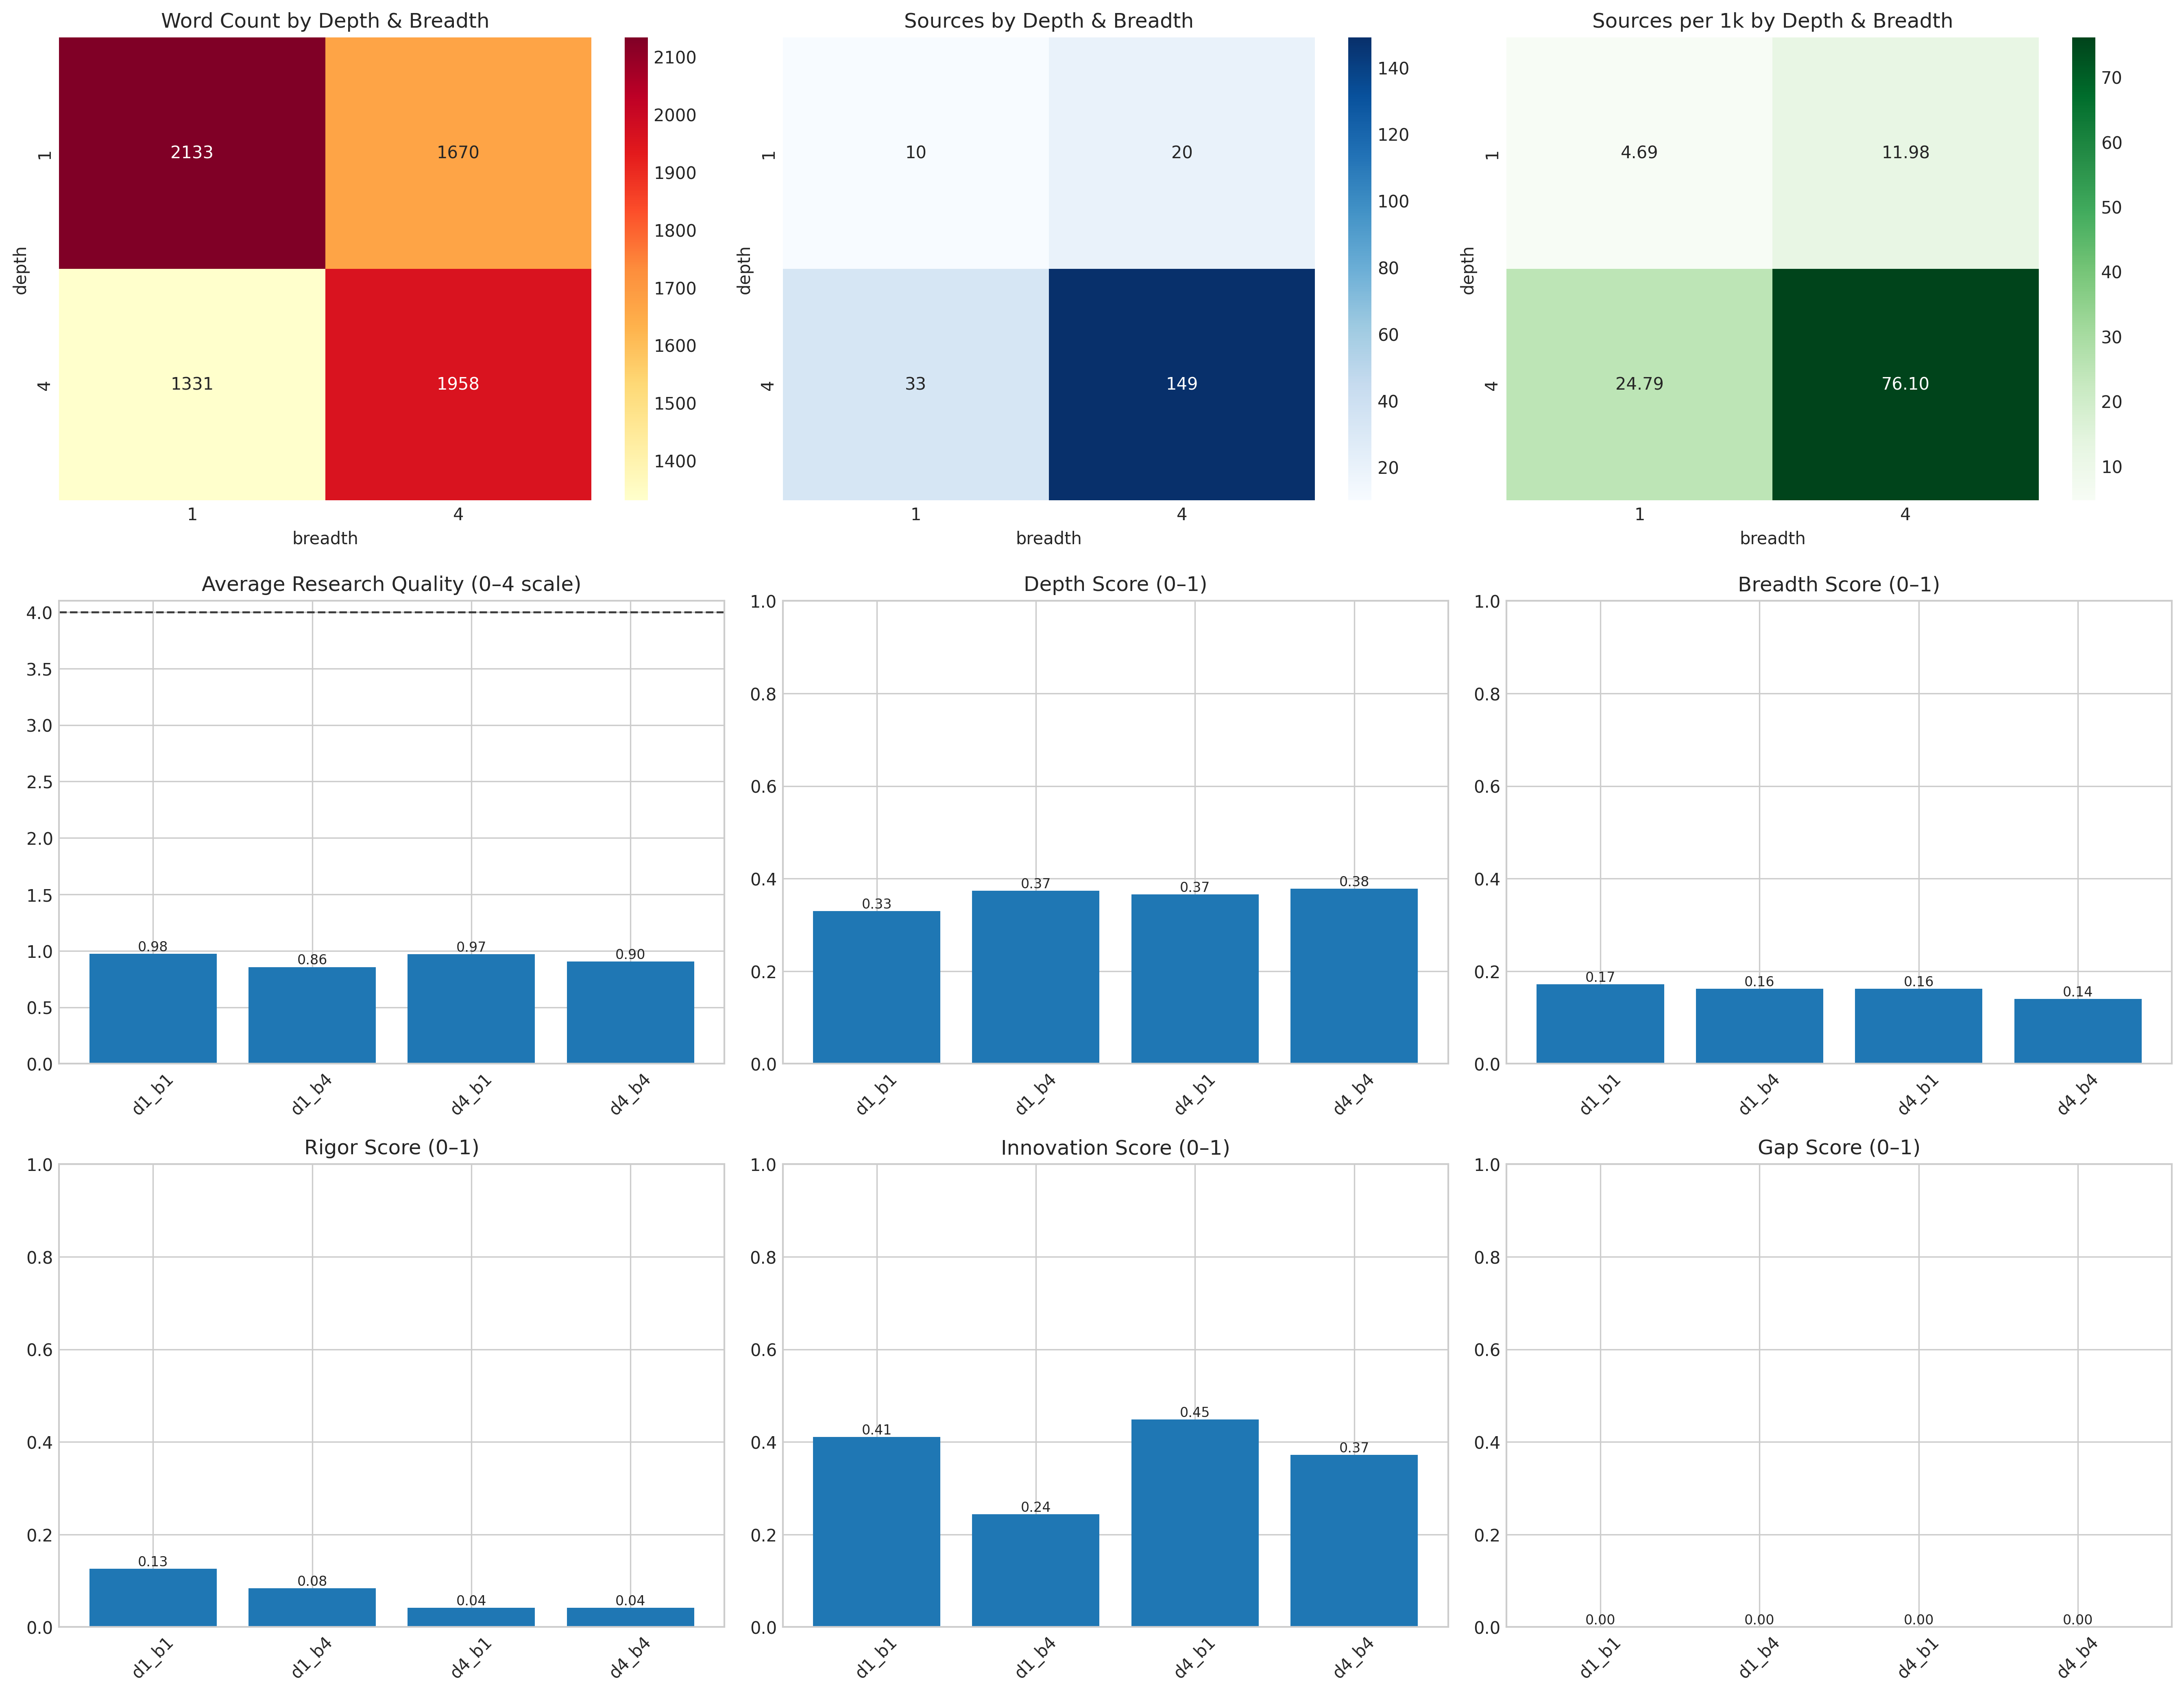 Word Count by Depth & Breadth
2133
1670
1331
1958
depth
1
4
1
4
breadth
2100
2000
1900
1800
1700
1600
1500
1400
Sources by Depth & Breadth
10
20
33
149
depth
1
4
1
4
breadth
140
120
100
80
60
40
20
Sources per 1k by Depth & Breadth
4.69
11.98
24.79
76.10
depth
1
4
1
4
breadth
70
60
50
40
30
20
10
Average Research Quality (0–4 scale)
4.0
3.5
3.0
2.5
2.0
1.5
1.0
0.5
0.0
0.98
0.86
0.97
0.90
d1_b1
d1_b4
d4_b1
d4_b4
Depth Score (0–1)
1.0
0.8
0.6
0.4
0.2
0.0
0.33
0.37
0.37
0.38
d1_b1
d1_b4
d4_b1
d4_b4
Breadth Score (0–1)
1.0
0.8
0.6
0.4
0.2
0.0
0.17
0.16
0.16
0.14
d1_b1
d1_b4
d4_b1
d4_b4
Rigor Score (0–1)
1.0
0.8
0.6
0.4
0.2
0.0
0.13
0.08
0.04
0.04
d1_b1
d1_b4
d4_b1
d4_b4
Innovation Score (0–1)
1.0
0.8
0.6
0.4
0.2
0.0
0.41
0.24
0.45
0.37
d1_b1
d1_b4
d4_b1
d4_b4
Gap Score (0–1)
1.0
0.8
0.6
0.4
0.2
0.0
0.00
0.00
0.00
0.00
d1_b1
d1_b4
d4_b1
d4_b4